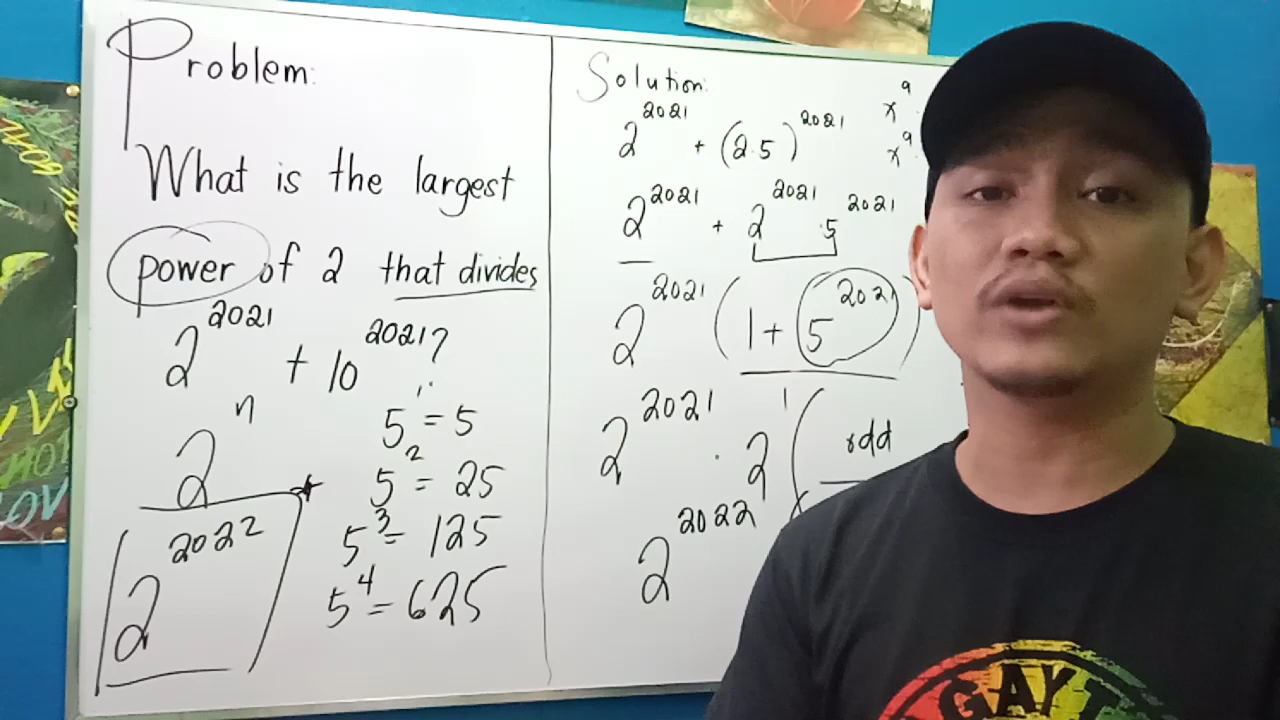 Problem:
What is the largest
power of 2 that divides
2^2021 + 10^2021?
2^n
2^2022
5^1 = 5
5^2 = 25
5^3 = 125
5^4 = 625
Solution:
2^2021 + (2·5)^2021
2^2021 + 2^2021 · 5^2021
2^2021 (1 + 5^2021)
2^2021 · 2^1 (odd
2^2022
x^a
x^a
GAY